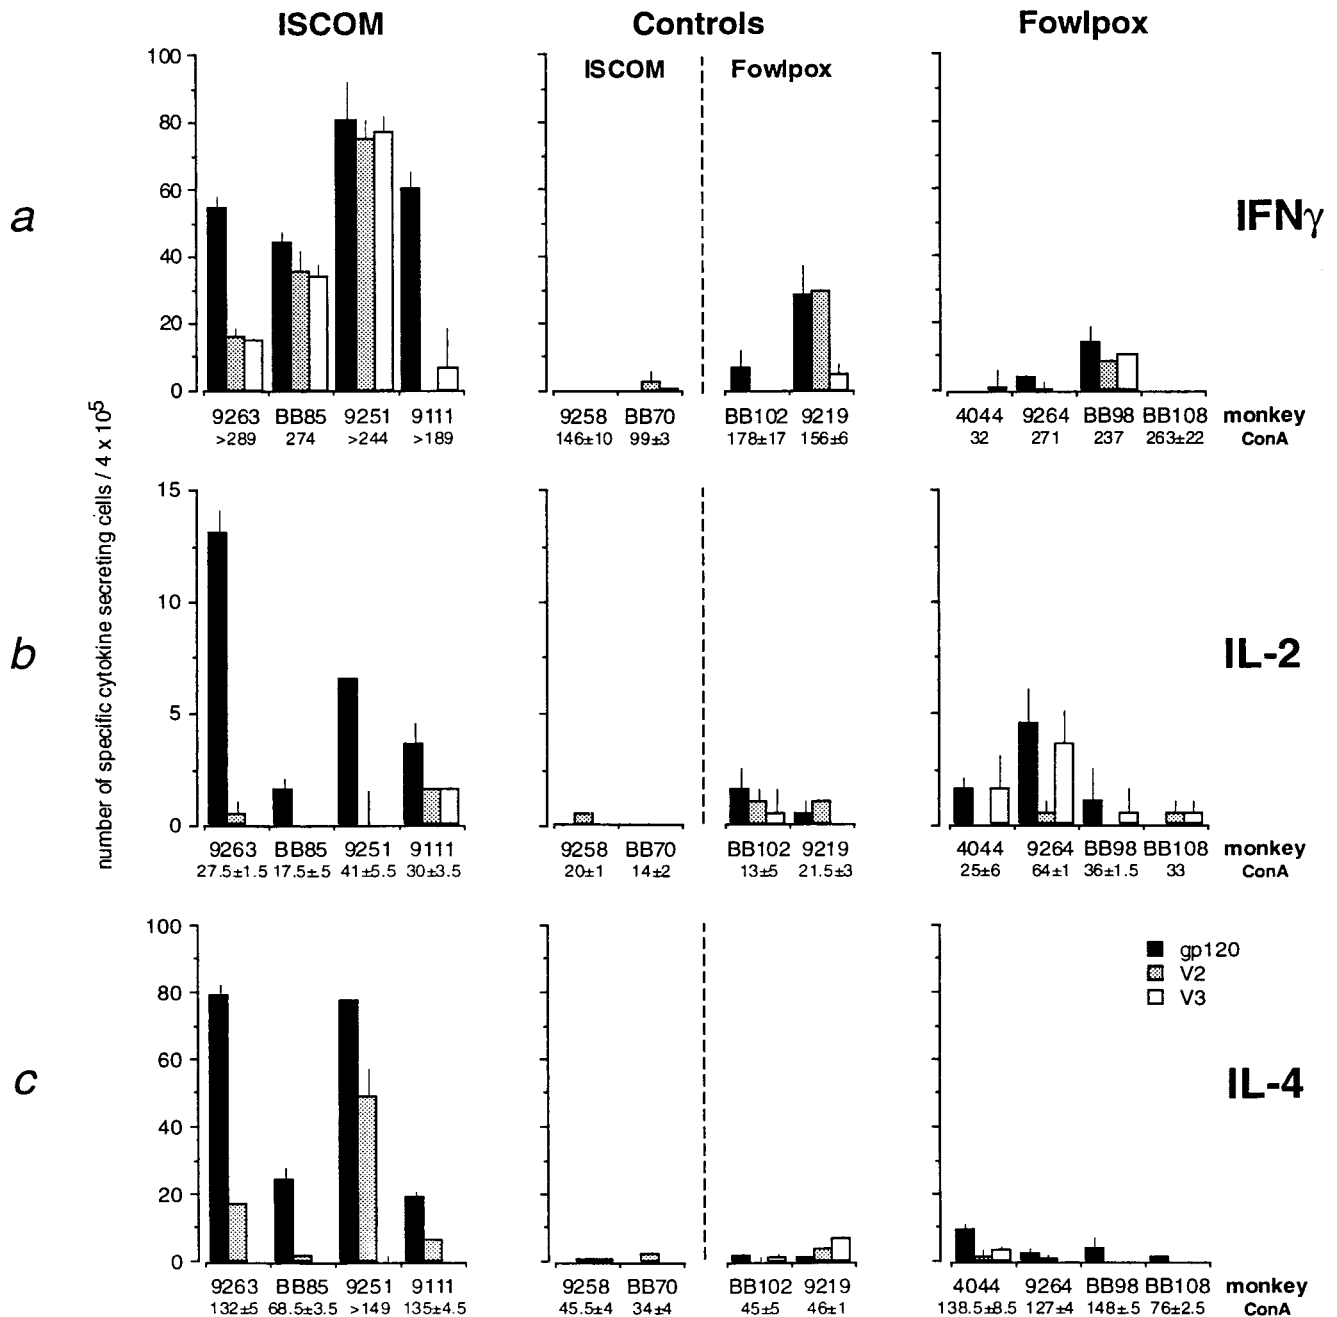 ISCOM Controls Fowlpox
ISCOM Fowlpox
a
IFNγ
100
80
60
40
20
0
9263 BB85 9251 9111 9258 BB70 BB102 9219 4044 9264 BB98 BB108 monkey
>289 274 >244 >189 146±10 99±3 178±17 156±6 32 271 237 263±22 ConA
number of specific cytokine secreting cells / 4 x 10⁵
b
IL-2
15
10
5
0
9263 BB85 9251 9111 9258 BB70 BB102 9219 4044 9264 BB98 BB108 monkey
27.5±1.5 17.5±5 41±5.5 30±3.5 20±1 14±2 13±5 21.5±3 25±6 64±1 36±1.5 33 ConA
c
IL-4
100
80
60
40
20
0
gp120
V2
V3
9263 BB85 9251 9111 9258 BB70 BB102 9219 4044 9264 BB98 BB108 monkey
132±5 68.5±3.5 >149 135±4.5 45.5±4 34±4 45±5 46±1 138.5±8.5 127±4 148±.5 76±2.5 ConA